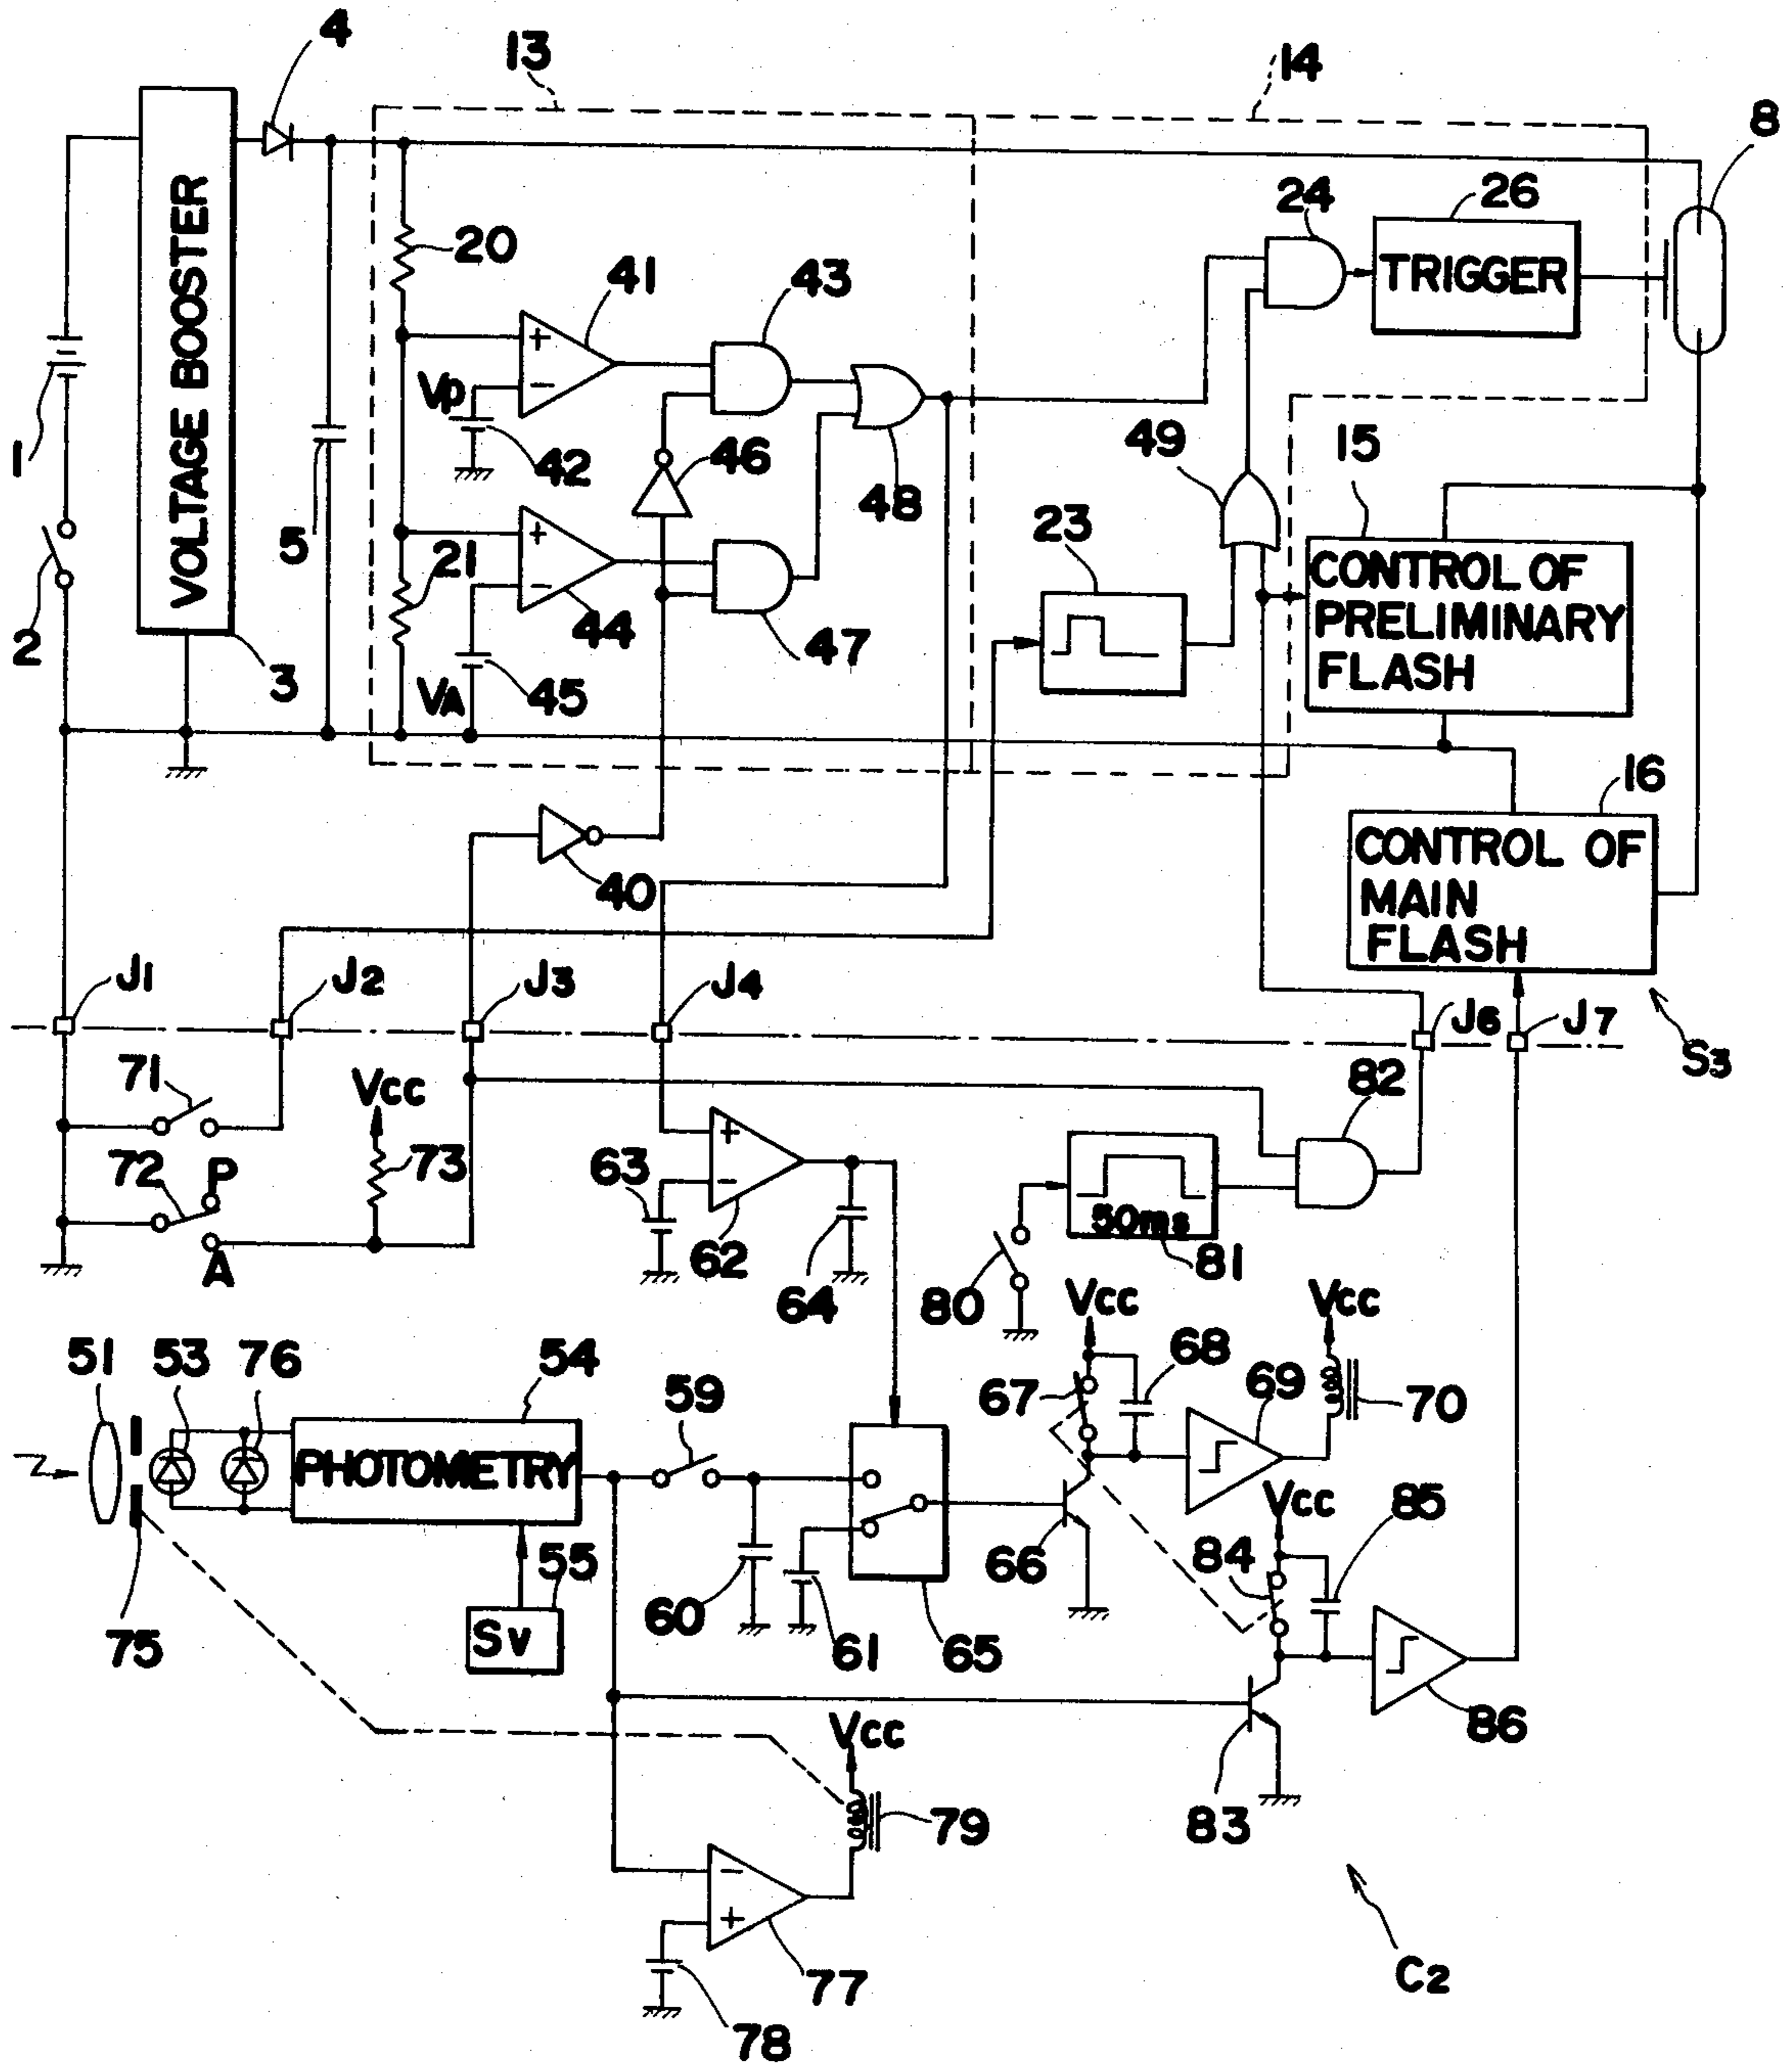 4
13
14
8
VOLTAGE BOOSTER
20
41
43
24
26
TRIGGER
+
−
Vp
42
46
48
49
15
1
5
2
3
21
+
−
44
47
23
VA
45
CONTROL OF
PRELIMINARY
FLASH
16
40
CONTROL OF
MAIN
FLASH
J1
J2
J3
J4
J6
J7
S3
71
Vcc
82
72
P
73
63
+
−
62
64
A
50ms
81
80
Vcc
Vcc
51
53
76
54
59
67
68
69
70
PHOTOMETRY
Vcc
85
84
66
55
Sv
75
60
61
65
86
Vcc
83
79
−
+
77
78
C2